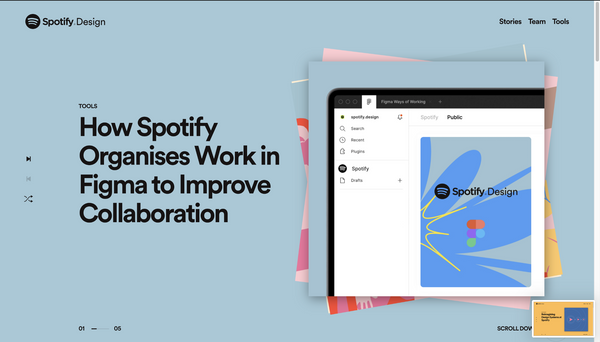 Spotify Design
Stories Team Tools
TOOLS
How Spotify
Organises Work in
Figma to Improve
Collaboration
01 05
Figma Ways of Working +
spotify.design
Search
Recent
Plugins
Spotify
Drafts +
Spotify Public
Spotify Design
SCROLL DOW